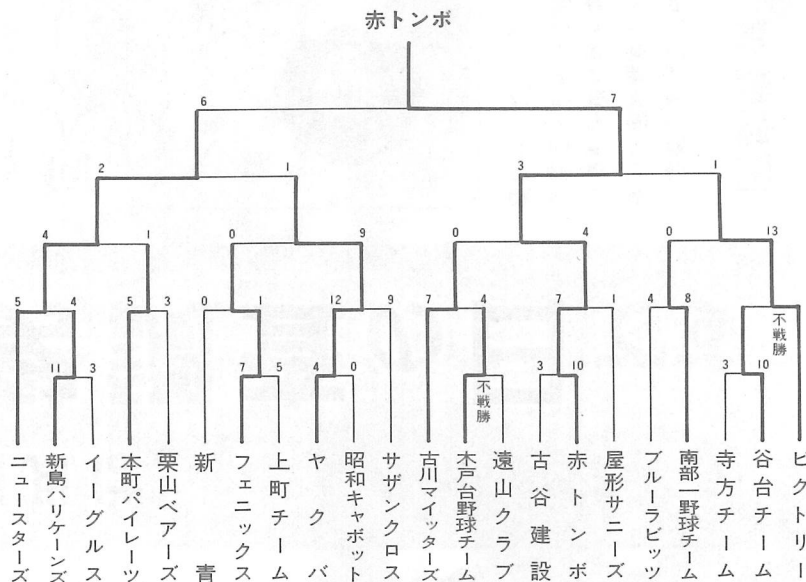 赤トンボ
6 7
2 1 3 1
4 1 0 9 0 4 0 13
5 4 5 3 0 1 12 9 7 4 7 1 4 8 不戦勝
11 3 7 5 4 0 不戦勝 3 10 3 10
ニュースターズ
新島ハリケーンズ
イーグルス
本町パイレーツ
栗山ベアーズ
新青
フェニックス
上町チーム
ヤクバ
昭和キャボット
サザンクロス
古川マイッターズ
木戸台野球チーム
遠山クラブ
古谷建設
赤トンボ
屋形サニーズ
ブルーラビッツ
南部一野球チーム
寺方チーム
谷台チーム
ビクトリー